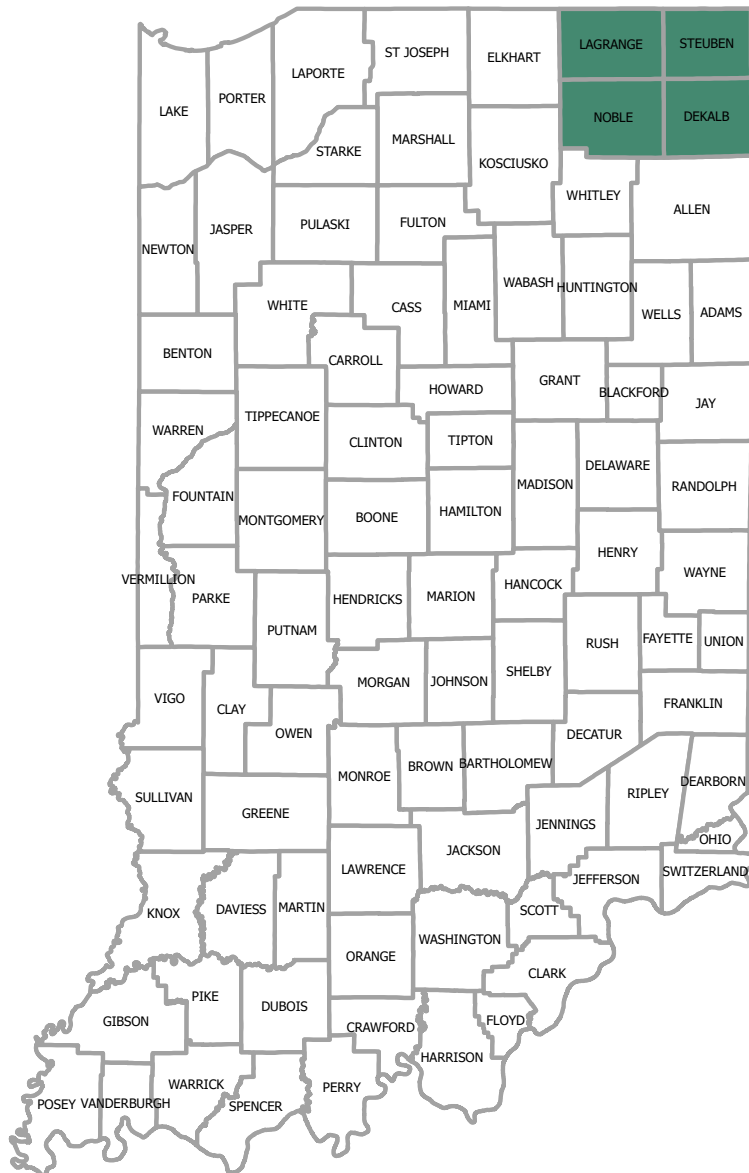 LAGRANGE
STEUBEN
ST JOSEPH
ELKHART
LAPORTE
LAKE
PORTER
NOBLE
DEKALB
MARSHALL
STARKE
KOSCIUSKO
WHITLEY
ALLEN
NEWTON
JASPER
PULASKI
FULTON
WHITE
CASS
MIAMI
WABASH
HUNTINGTON
WELLS
ADAMS
BENTON
CARROLL
HOWARD
GRANT
BLACKFORD
JAY
WARREN
TIPPECANOE
CLINTON
TIPTON
MADISON
DELAWARE
RANDOLPH
FOUNTAIN
MONTGOMERY
BOONE
HAMILTON
HENRY
WAYNE
VERMILLION
PARKE
PUTNAM
HENDRICKS
MARION
HANCOCK
RUSH
FAYETTE
UNION
VIGO
CLAY
OWEN
MORGAN
JOHNSON
SHELBY
DECATUR
FRANKLIN
SULLIVAN
GREENE
MONROE
BROWN
BARTHOLOMEW
JENNINGS
RIPLEY
DEARBORN
OHIO
KNOX
DAVIESS
MARTIN
LAWRENCE
JACKSON
SCOTT
JEFFERSON
SWITZERLAND
ORANGE
WASHINGTON
CLARK
GIBSON
PIKE
DUBOIS
CRAWFORD
HARRISON
FLOYD
POSEY
VANDERBURGH
WARRICK
SPENCER
PERRY